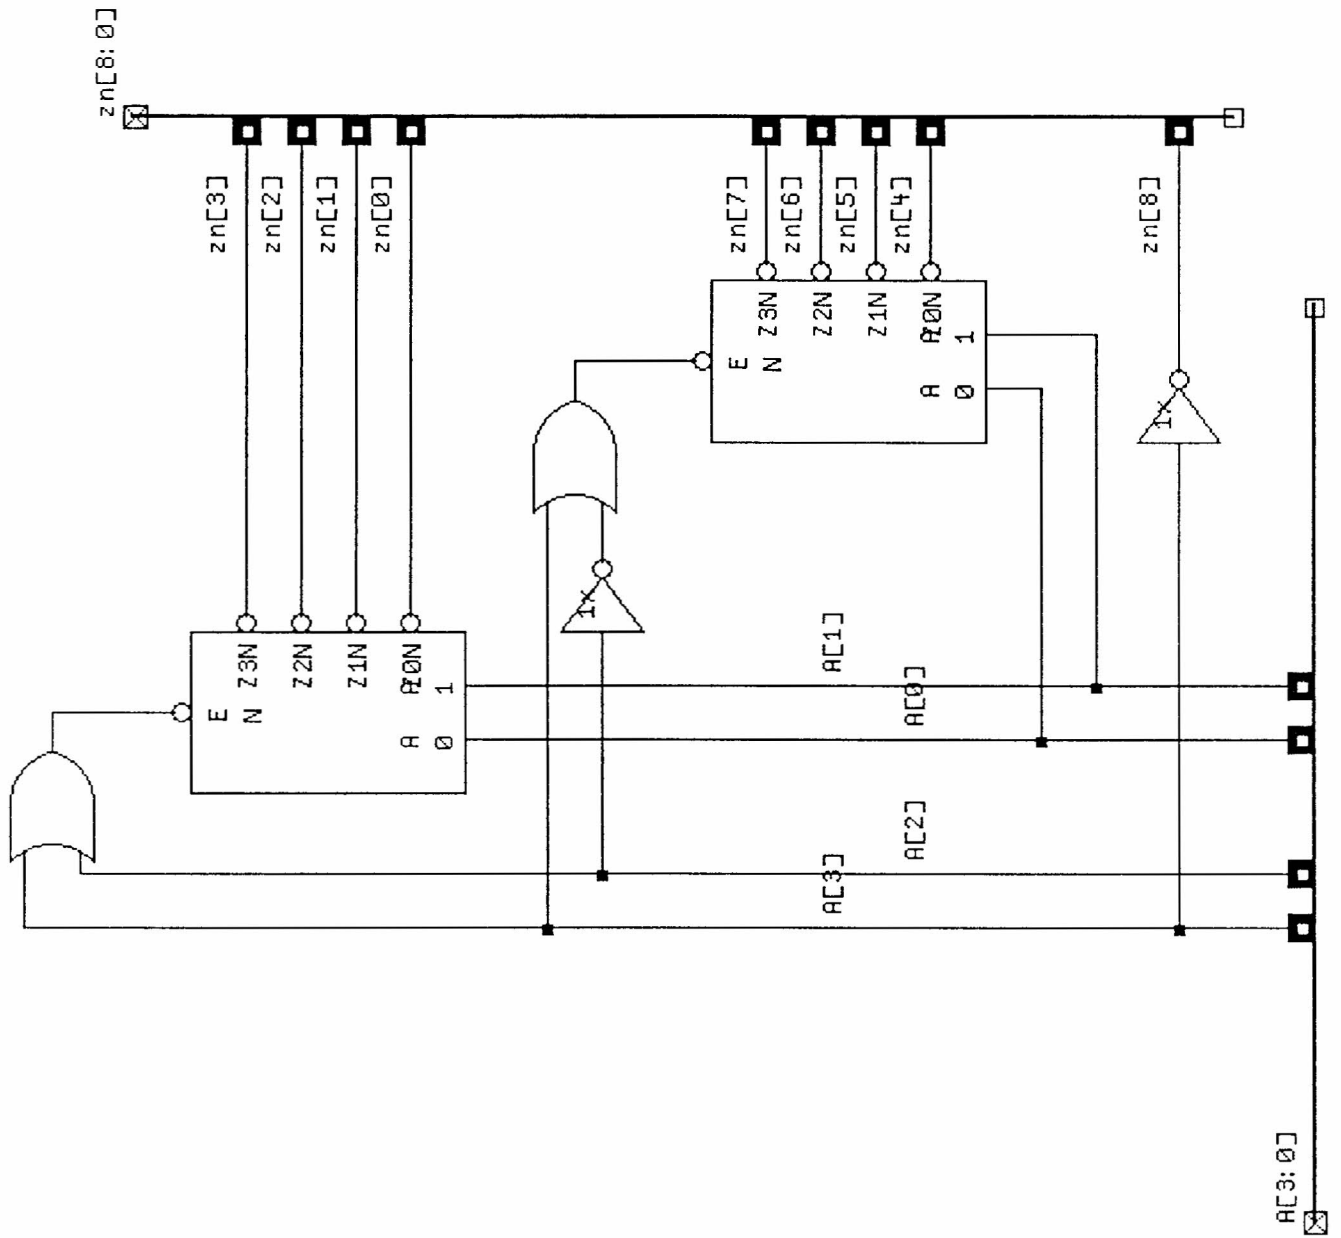 zn[8:0]
zn[3]
zn[2]
zn[1]
zn[0]
zn[7]
zn[6]
zn[5]
zn[4]
zn[8]
Z3N
Z2N
Z1N
Z0N
A
1
E
N
A
0
1x
1x
Z3N
Z2N
Z1N
Z0N
A
1
E
N
A
0
A[1]
A[0]
A[2]
A[3]
A[3:0]